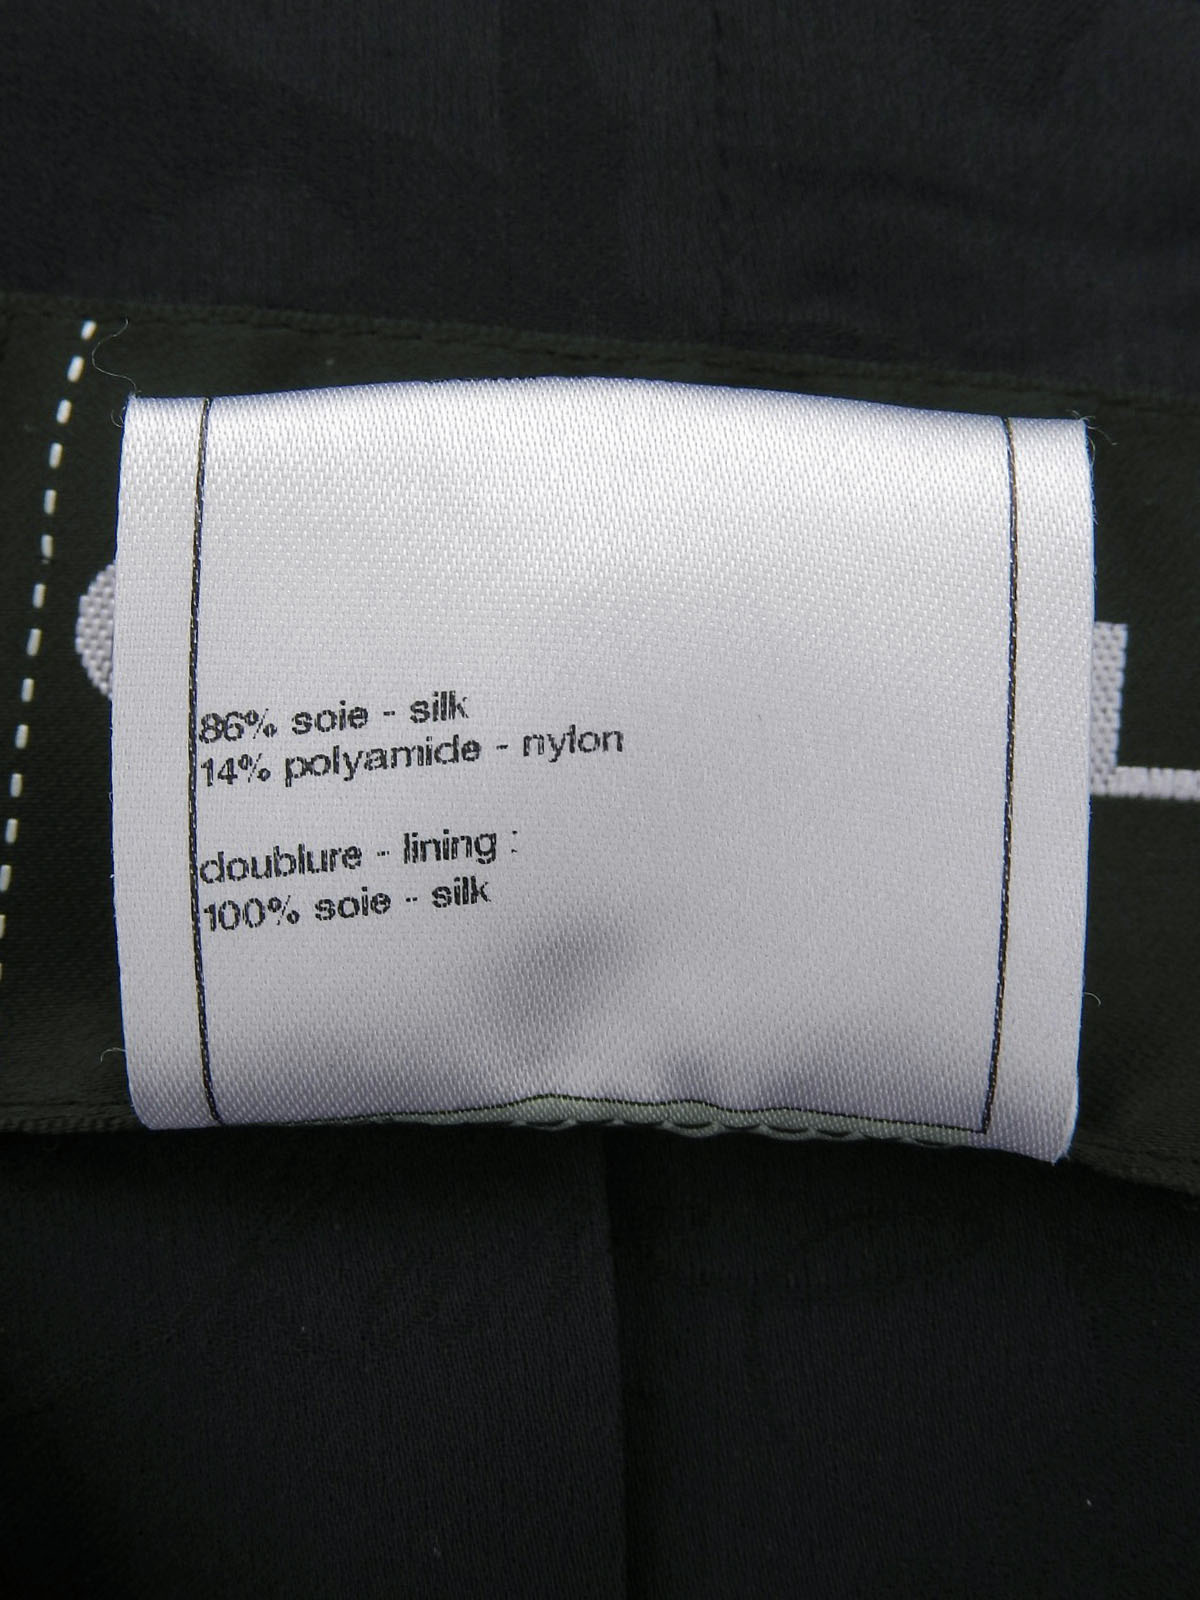 86% soie - silk
14% polyamide - nylon
doublure - lining :
100% soie - silk